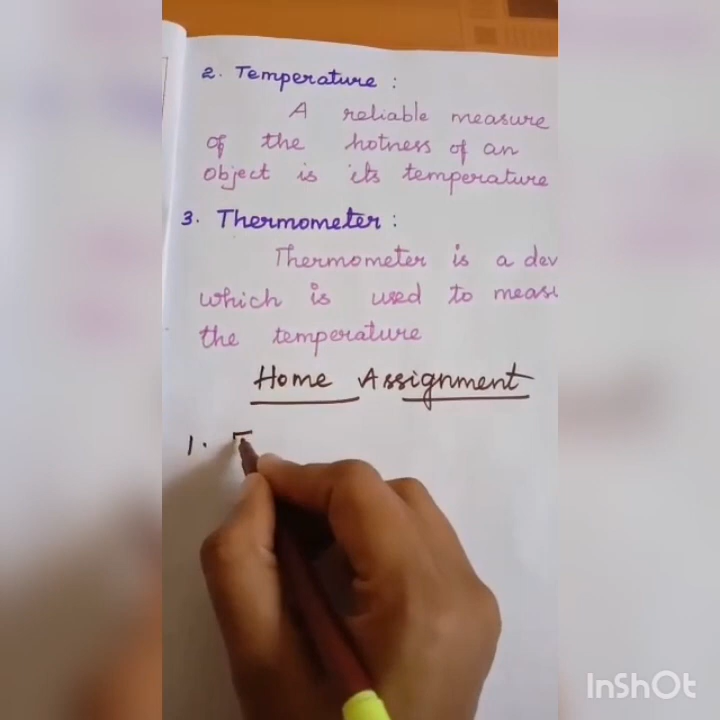 2. Temperature :
A reliable measure
of the hotness of an
object is its temperature
3. Thermometer :
Thermometer is a dev
which is used to meas
the temperature
Home Assignment
1.
InShOt